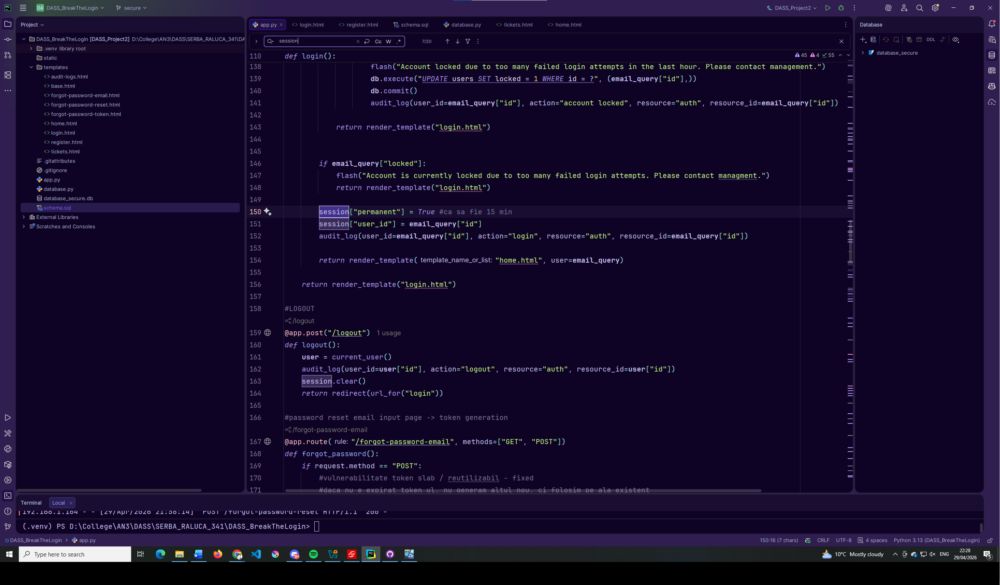 DA DASS_BreakTheLogin secure DASS_Project2
Project
DASS_BreakTheLogin [DASS_Project2] D:\College\AN3\DASS\SERBA_RALUCA_341\DA
.venv library root
static
templates
audit-logs.html
base.html
forgot-password-email.html
forgot-password-reset.html
forgot-password-token.html
home.html
login.html
register.html
tickets.html
.gitattributes
.gitignore
app.py
database.py
database_secure.db
schema.sql
External Libraries
Scratches and Consoles
app.py login.html register.html schema.sql database.py tickets.html home.html
session Cc W .* 7/20
45 4 55
110 def login():
138 flash("Account locked due to too many failed login attempts in the last hour. Please contact management.")
139 db.execute("UPDATE users SET locked = 1 WHERE id = ?", (email_query["id"],))
140 db.commit()
141 audit_log(user_id=email_query["id"], action="account locked", resource="auth", resource_id=email_query["id"])
142
143 return render_template("login.html")
144
145
146 if email_query["locked"]:
147 flash("Account is currently locked due to too many failed login attempts. Please contact managment.")
148 return render_template("login.html")
149
150 session["permanent"] = True #ca sa fie 15 min
151 session["user_id"] = email_query["id"]
152 audit_log(user_id=email_query["id"], action="login", resource="auth", resource_id=email_query["id"])
153
154 return render_template( template_name_or_list: "home.html", user=email_query)
155
156 return render_template("login.html")
157
158 #LOGOUT
/logout
159 @app.post("/logout") 1 usage
160 def logout():
161 user = current_user()
162 audit_log(user_id=user["id"], action="logout", resource="auth", resource_id=user["id"])
163 session.clear()
164 return redirect(url_for("login"))
165
166 #password reset email input page -> token generation
/forgot-password-email
167 @app.route( rule: "/forgot-password-email", methods=["GET", "POST"])
168 def forgot_password():
169 if request.method == "POST":
170 #vulnerabilitate token slab / reutilizabil - fixed
171 #daca nu e expirat token ul, nu generam altul nou, ci folosim pe ala existent
Database
DDL
database_secure
Terminal Local
192.168.1.164 - - [29/Apr/2026 21:58:14] "POST /forgot-password-reset HTTP/1.1" 200 -
(.venv) PS D:\College\AN3\DASS\SERBA_RALUCA_341\DASS_BreakTheLogin>
DASS_BreakTheLogin app.py 150:16 (7 chars) CRLF UTF-8 4 spaces Python 3.13 (DASS_BreakTheLogin)
Type here to search
10°C Mostly cloudy ENG
22:28
29/04/2026
5